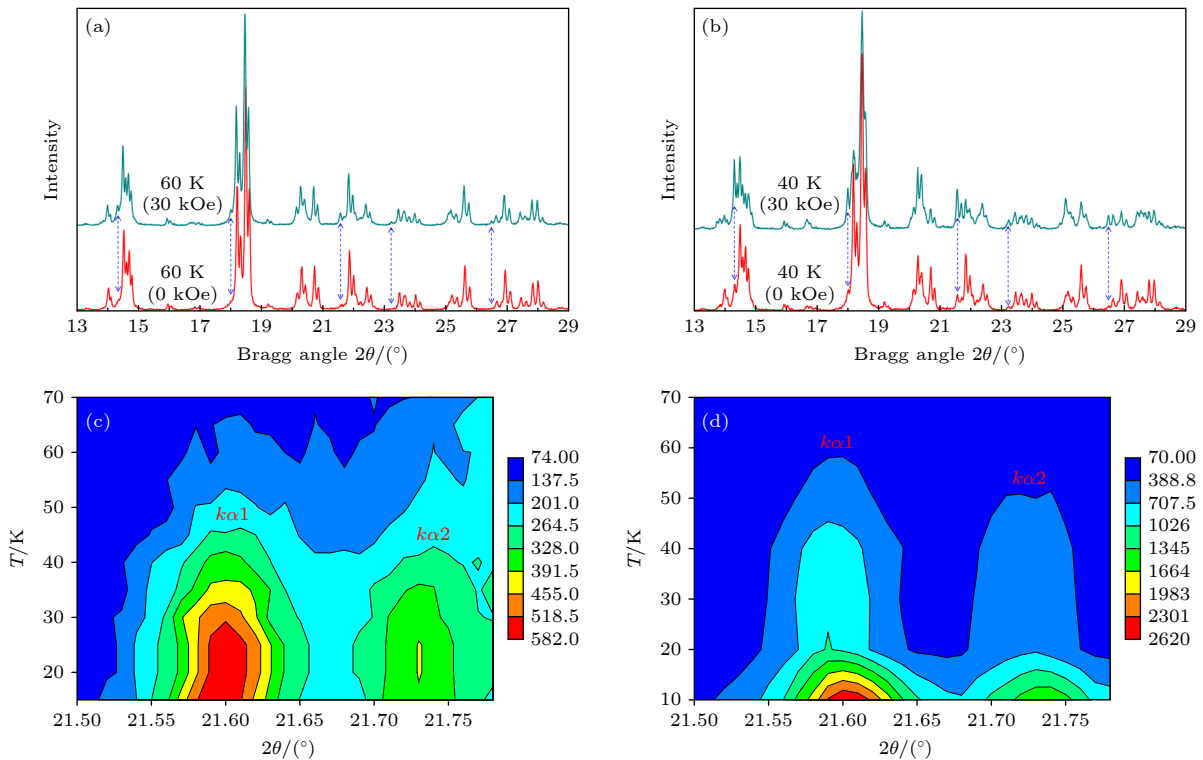 (a)
Intensity
60 K
(30 kOe)
60 K
(0 kOe)
13 15 17 19 21 23 25 27 29
Bragg angle 2θ/(°)
(b)
Intensity
40 K
(30 kOe)
40 K
(0 kOe)
13 15 17 19 21 23 25 27 29
Bragg angle 2θ/(°)
(c)
T/K
70
60
50
40
30
20
kα1
kα2
21.50 21.55 21.60 21.65 21.70 21.75
2θ/(°)
74.00
137.5
201.0
264.5
328.0
391.5
455.0
518.5
582.0
(d)
T/K
70
60
50
40
30
20
10
kα1
kα2
21.50 21.55 21.60 21.65 21.70 21.75
2θ/(°)
70.00
388.8
707.5
1026
1345
1664
1983
2301
2620